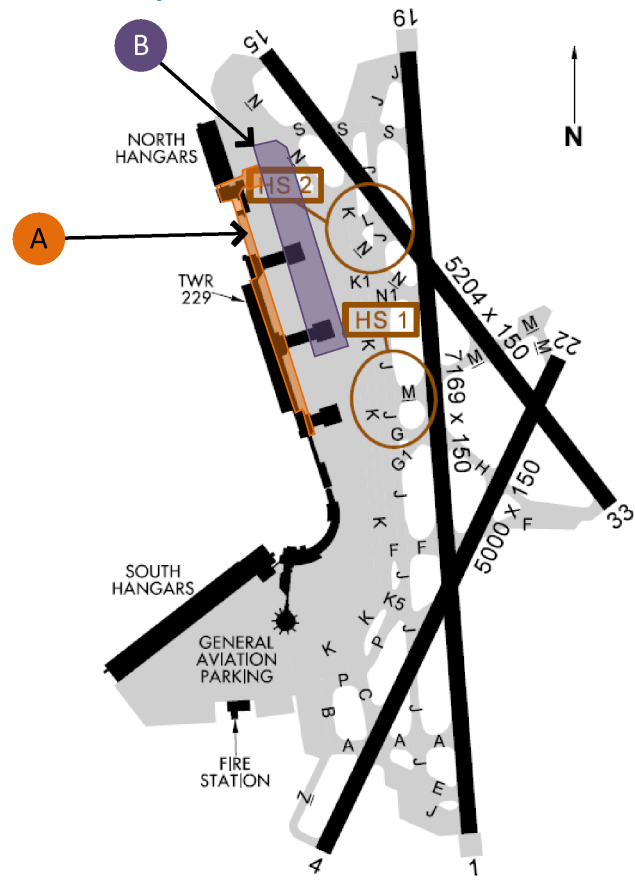 B
15
19
J
N
J
S
S
S
N
N
NORTH
HANGARS
J
HS 2
A
K
L
J
N
K1
N
N1
TWR
229
HS 1
5204 x 150
M
M
22
K
J
M
7169 x 150
M
K
J
G
G1
H
J
5000 x 150
33
K
F
F
F
J
SOUTH
HANGARS
K5
K
J
P
GENERAL
AVIATION
PARKING
K
P
C
B
J
A
A
A
J
FIRE
STATION
E
Z
J
4
1